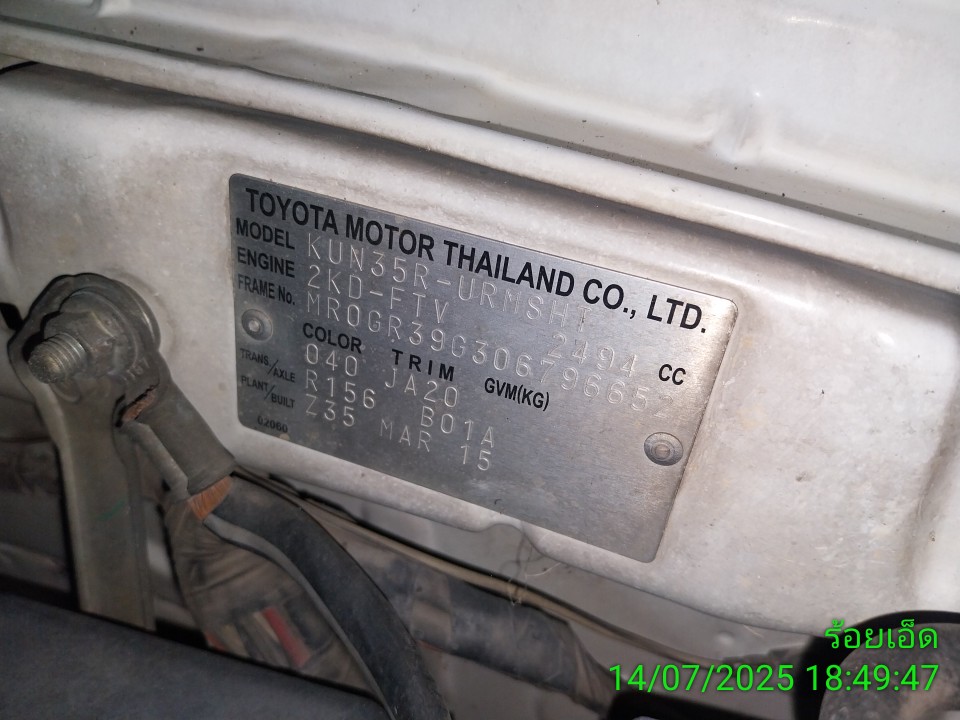 TOYOTA MOTOR THAILAND CO., LTD.
MODEL KUN35R-URMSHT
ENGINE 2KD-FTV 2494 CC
FRAME No. MR0GR39G306796652
COLOR TRIM GVM(KG)
040 JA20
TRANS./AXLE R156 B01A
PLANT/BUILT Z35 MAR 15
62060
ร้อยเอ็ด
14/07/2025 18:49:47